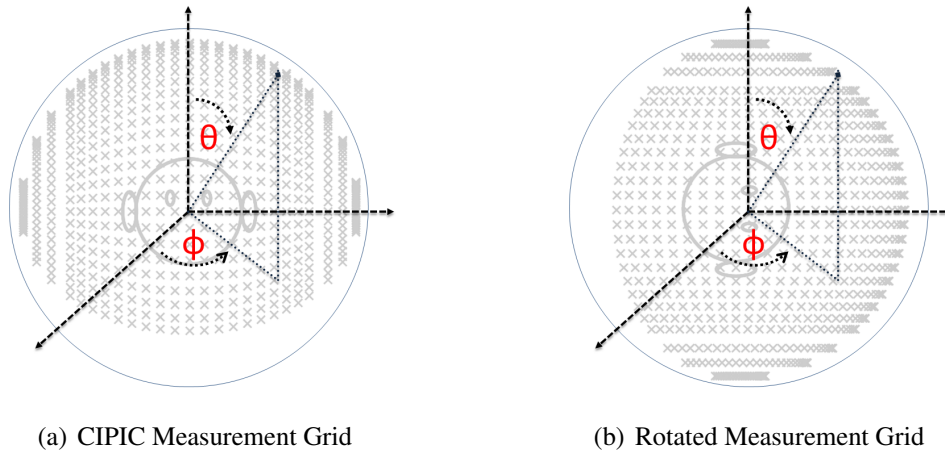 θ
θ
ϕ
ϕ
(a) CIPIC Measurement Grid
(b) Rotated Measurement Grid